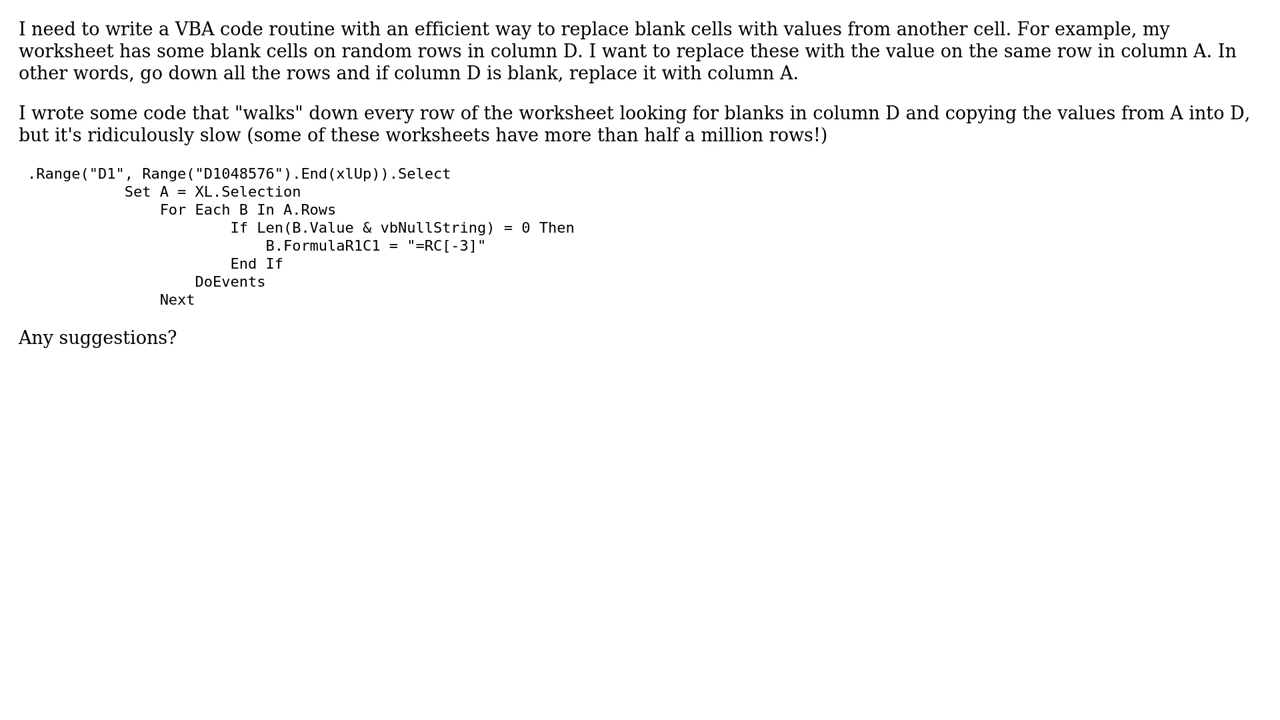 I need to write a VBA code routine with an efficient way to replace blank cells with values from another cell. For example, my
worksheet has some blank cells on random rows in column D. I want to replace these with the value on the same row in column A. In
other words, go down all the rows and if column D is blank, replace it with column A.
I wrote some code that "walks" down every row of the worksheet looking for blanks in column D and copying the values from A into D,
but it's ridiculously slow (some of these worksheets have more than half a million rows!)
.Range("D1", Range("D1048576").End(xlUp)).Select
Set A = XL.Selection
For Each B In A.Rows
If Len(B.Value & vbNullString) = 0 Then
B.FormulaR1C1 = "=RC[-3]"
End If
DoEvents
Next
Any suggestions?